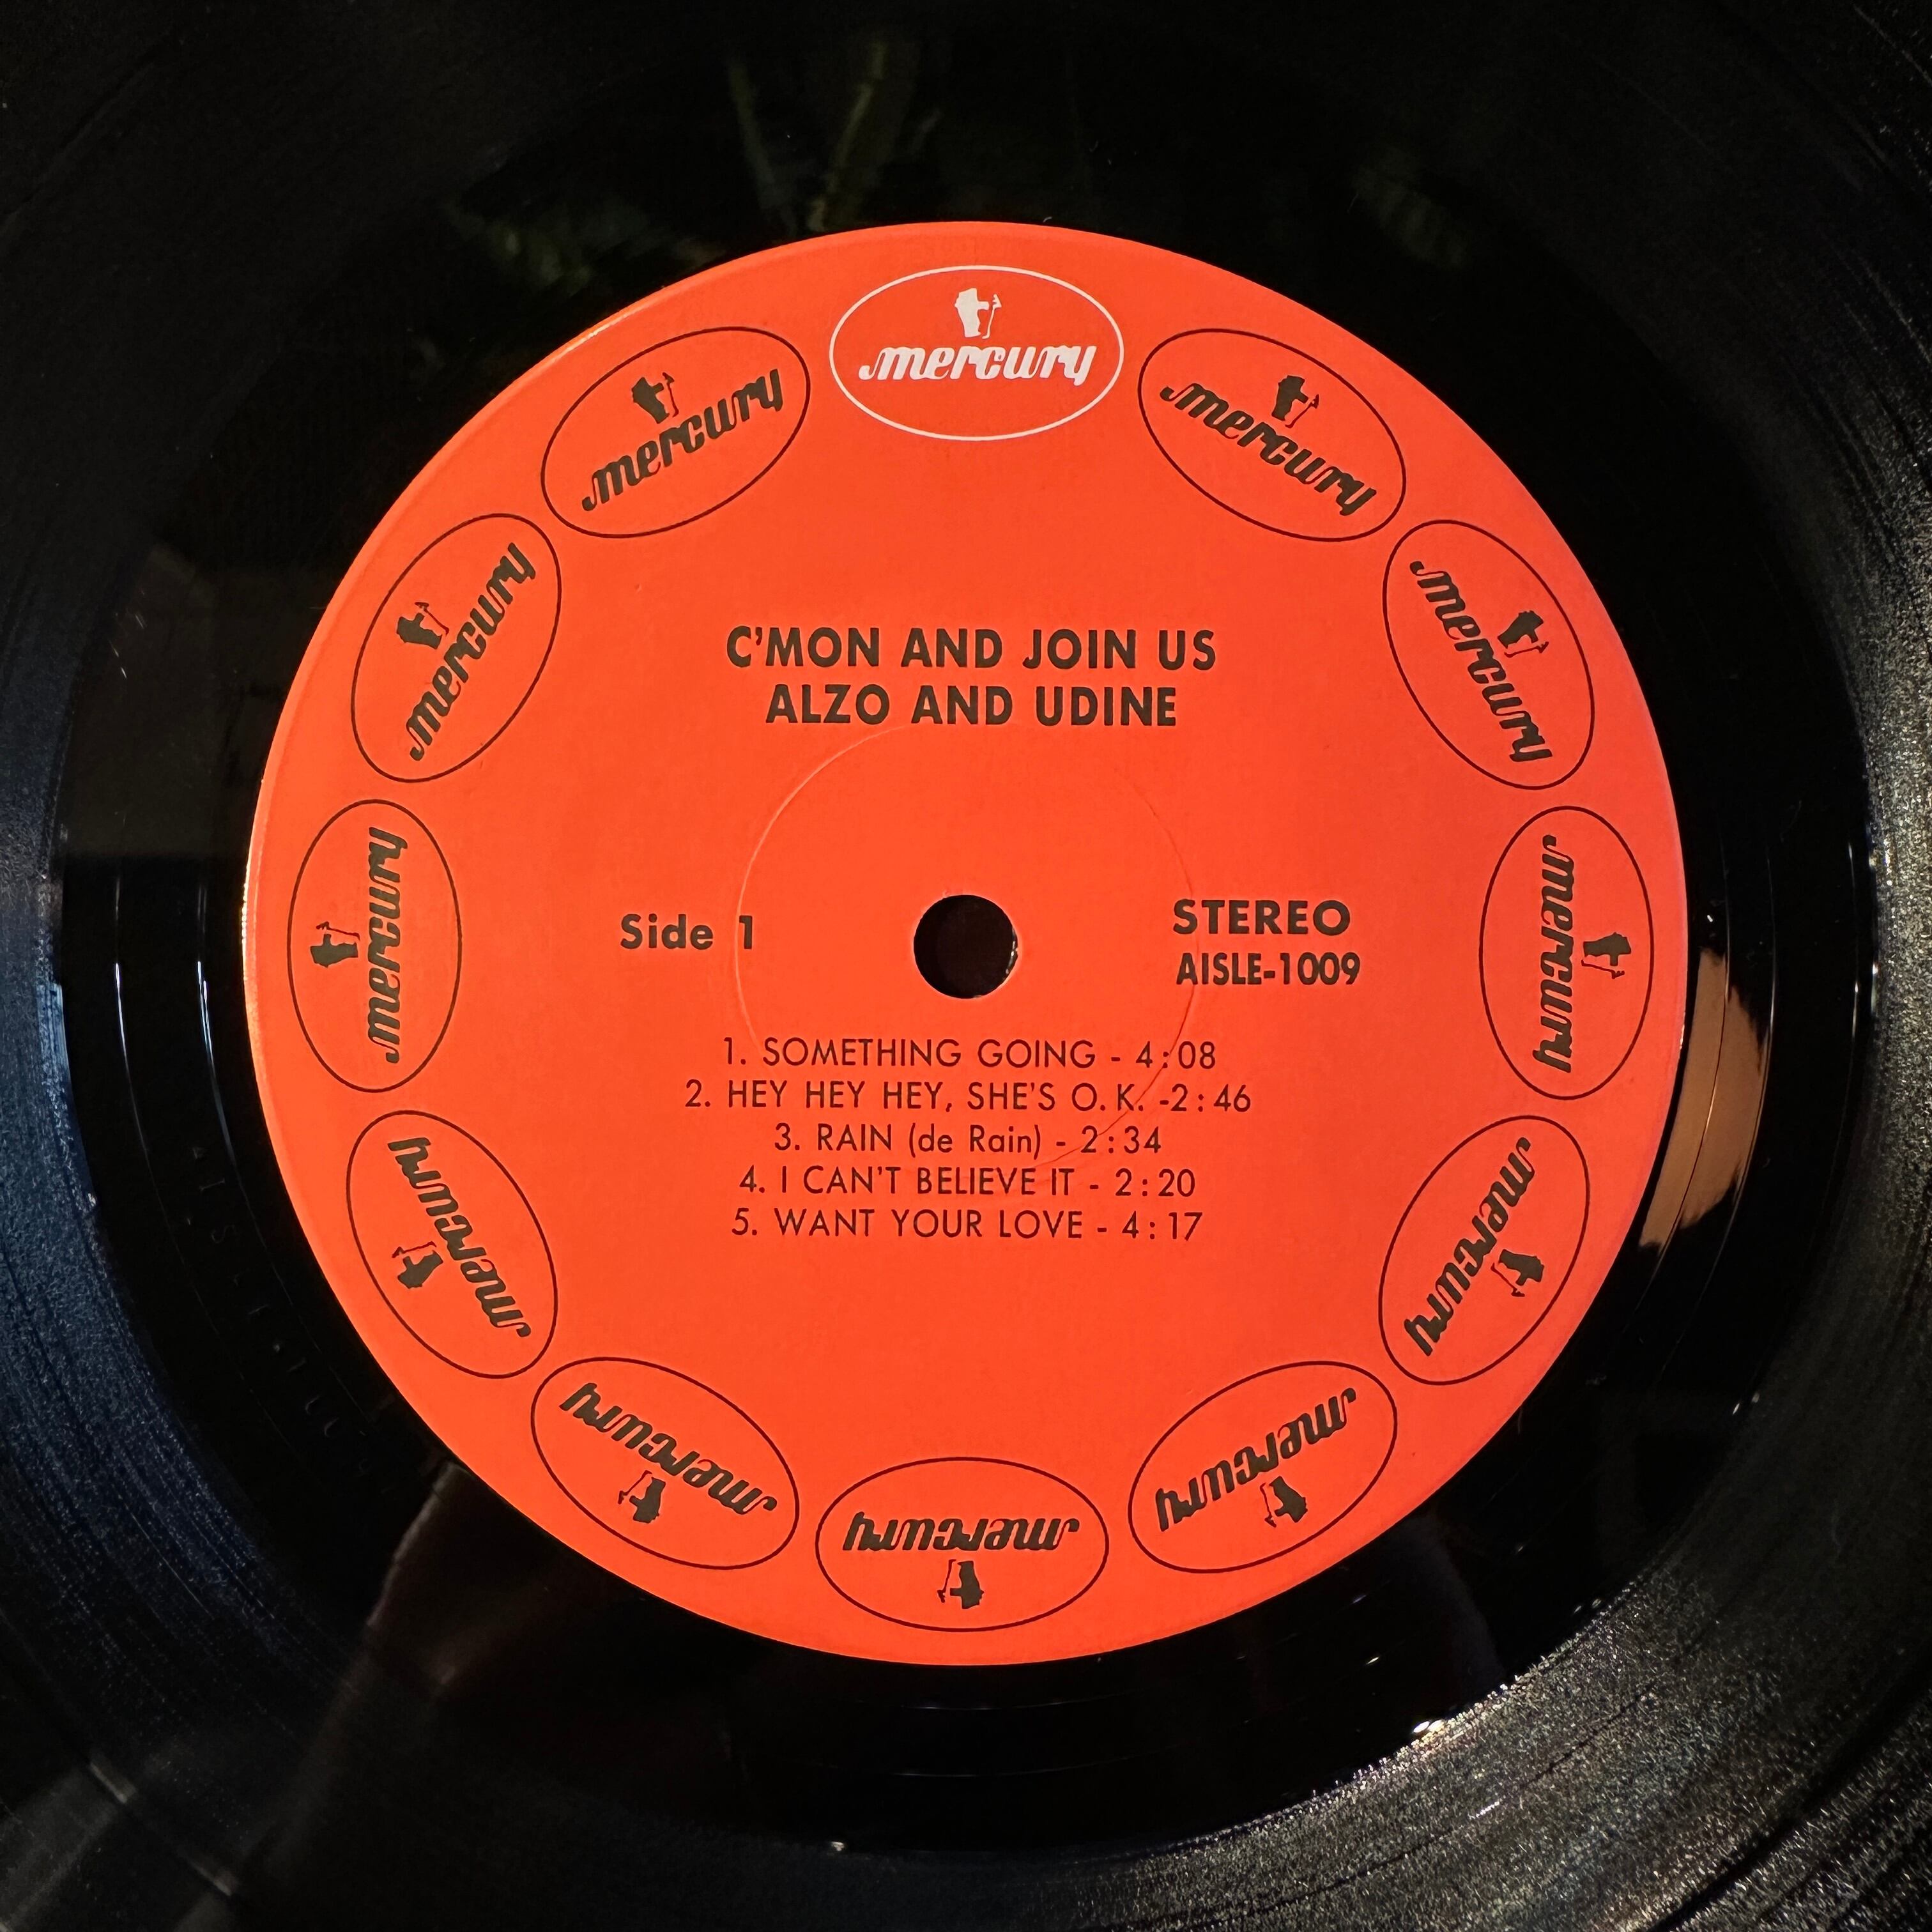 mercury
mercury
mercury
mercury
mercury
C'MON AND JOIN US
ALZO AND UDINE
mercury
mercury
Side 1
STEREO
AISLE-1009
1. SOMETHING GOING - 4:08
2. HEY HEY HEY, SHE'S O.K. -2:46
3. RAIN (de Rain) - 2:34
4. I CAN'T BELIEVE IT - 2:20
5. WANT YOUR LOVE - 4:17
mercury
mercury
mercury
mercury
mercury